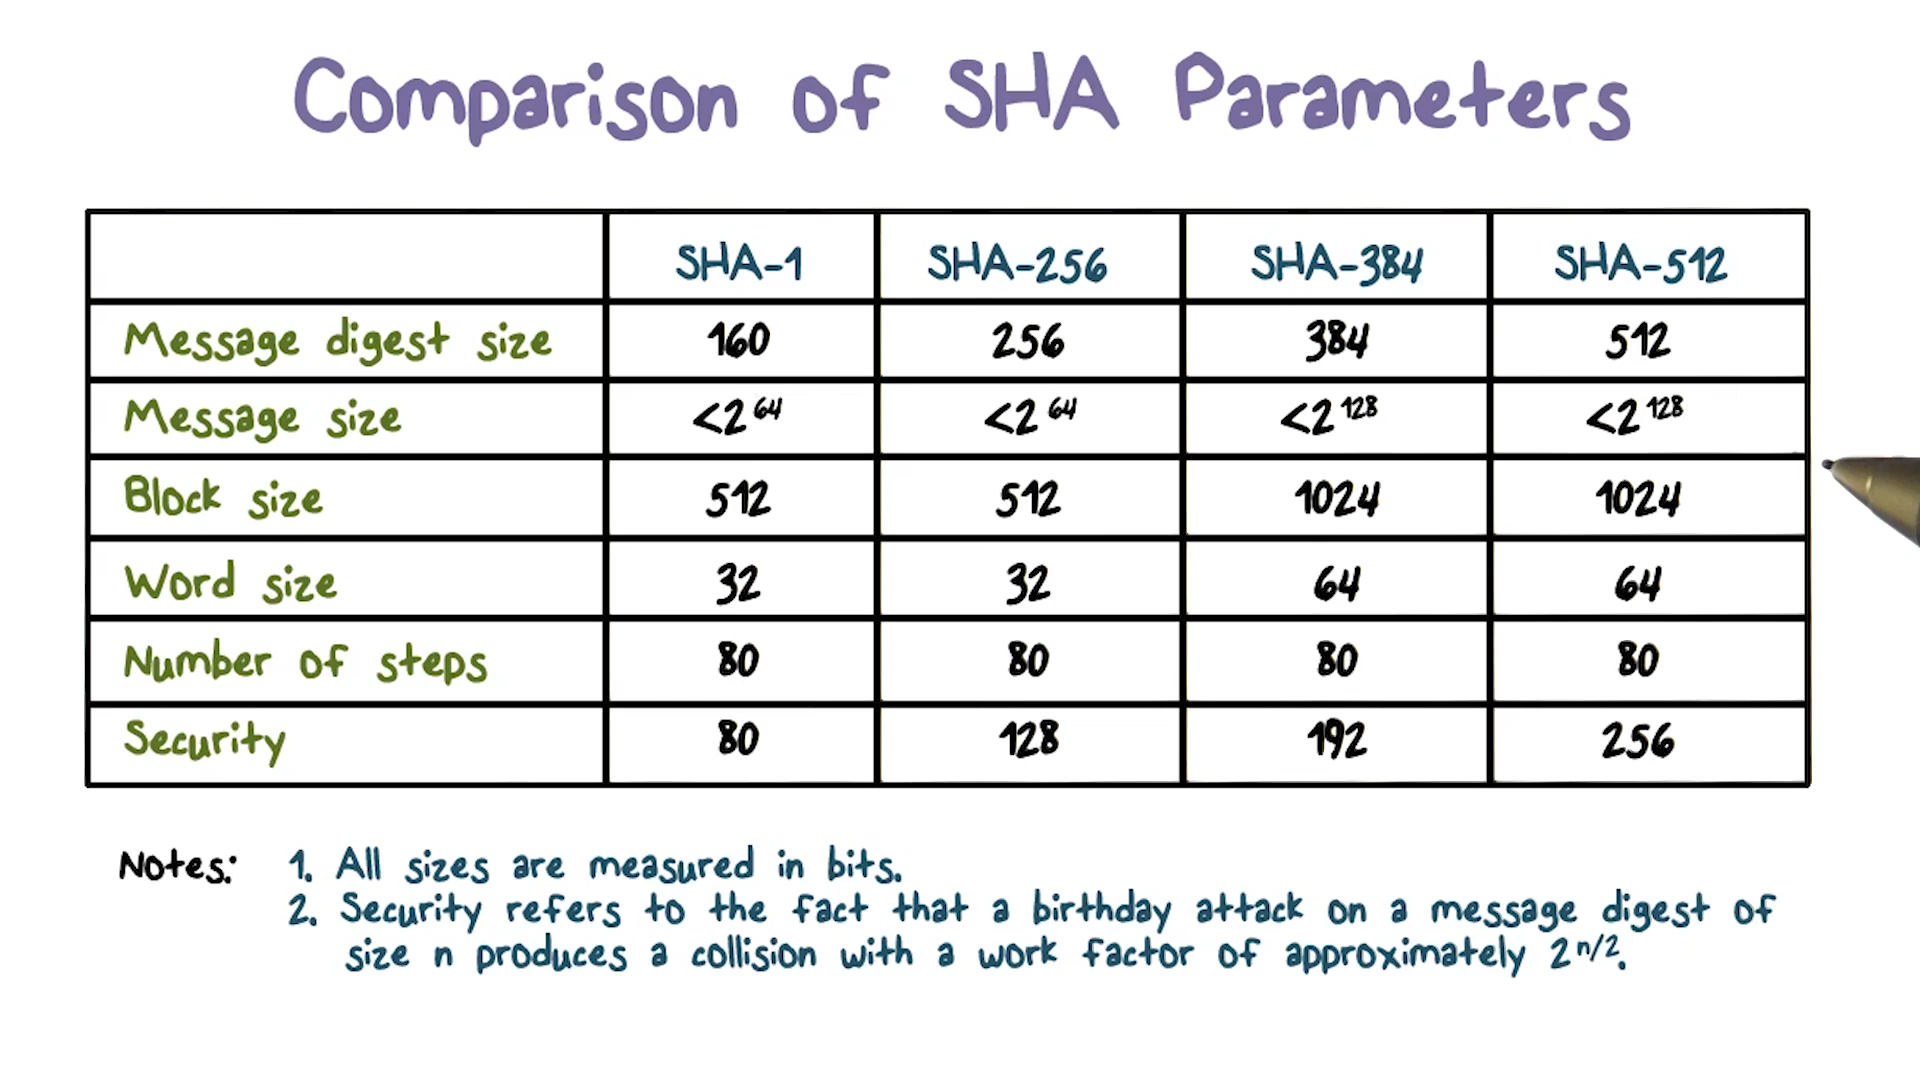 Comparison of SHA Parameters
SHA-1 SHA-256 SHA-384 SHA-512
Message digest size 160 256 384 512
Message size <2^64 <2^64 <2^128 <2^128
Block size 512 512 1024 1024
Word size 32 32 64 64
Number of steps 80 80 80 80
Security 80 128 192 256
Notes: 1. All sizes are measured in bits.
2. Security refers to the fact that a birthday attack on a message digest of
size n produces a collision with a work factor of approximately 2^n/2.